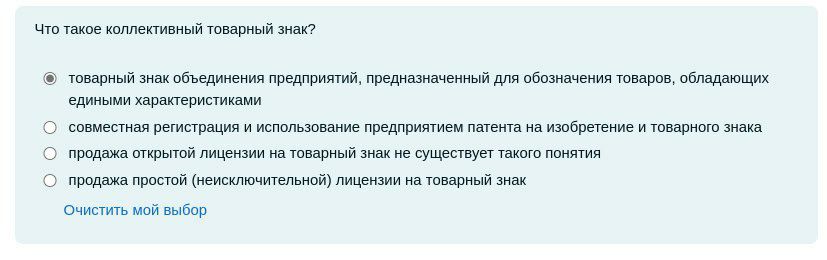 Что такое коллективный товарный знак?
товарный знак объединения предприятий, предназначенный для обозначения товаров, обладающих
едиными характеристиками
совместная регистрация и использование предприятием патента на изобретение и товарного знака
продажа открытой лицензии на товарный знак не существует такого понятия
продажа простой (неисключительной) лицензии на товарный знак
Очистить мой выбор